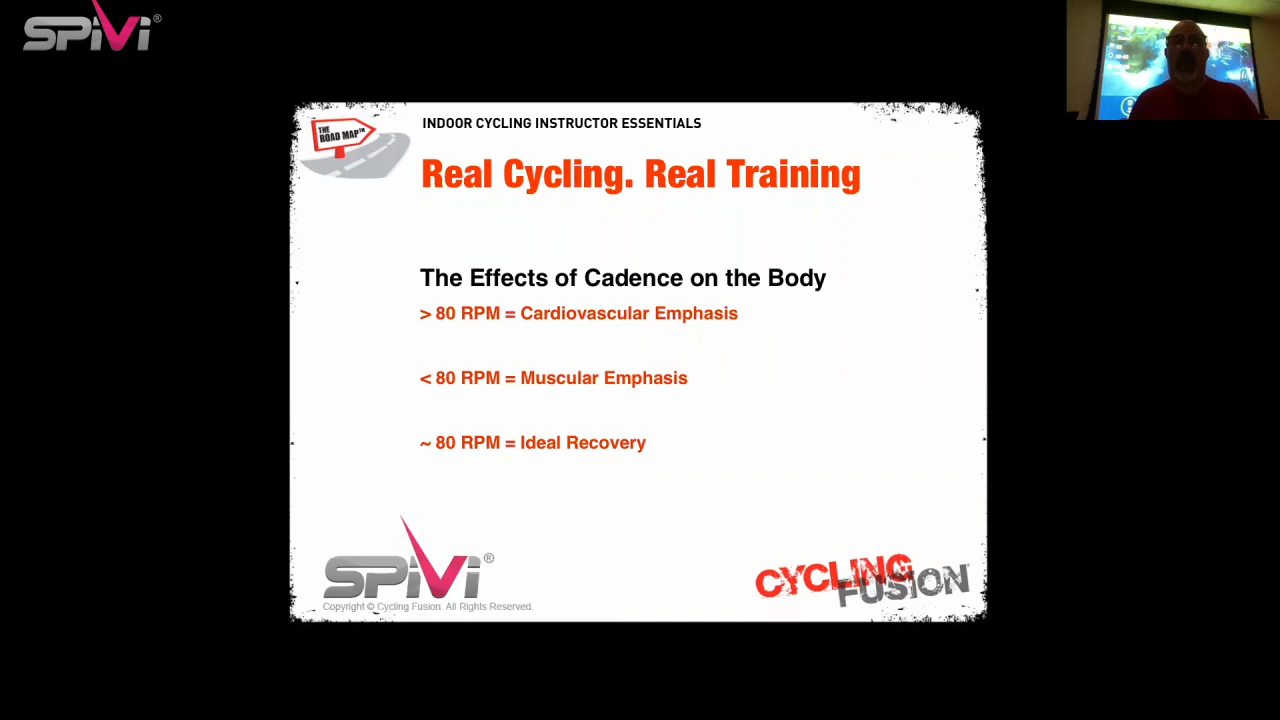 SPiVi®
THE
ROAD MAP™
INDOOR CYCLING INSTRUCTOR ESSENTIALS
Real Cycling. Real Training
The Effects of Cadence on the Body
> 80 RPM = Cardiovascular Emphasis
< 80 RPM = Muscular Emphasis
~ 80 RPM = Ideal Recovery
SPiVi®
Copyright © Cycling Fusion. All Rights Reserved.
CYCLING
FUSION